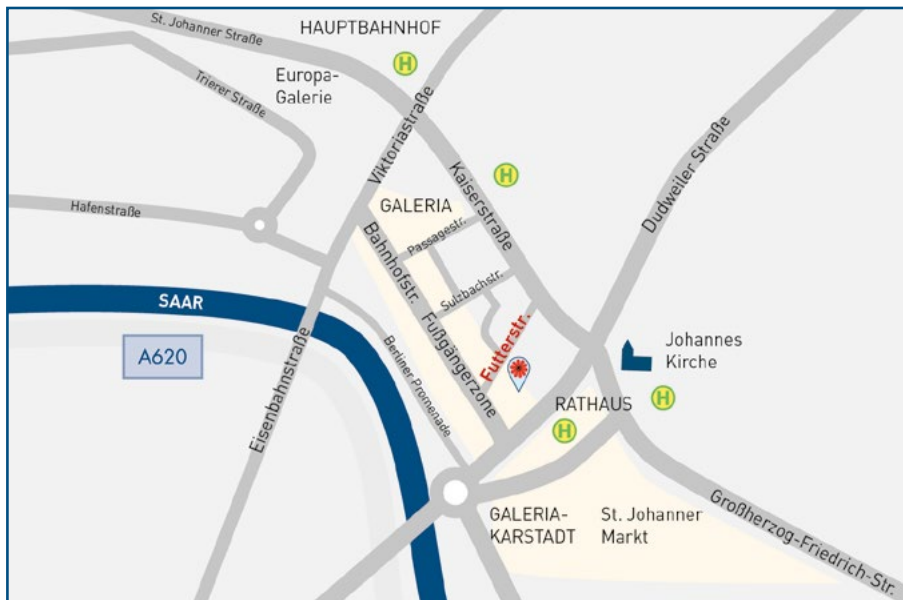 St. Johanner Straße
HAUPTBAHNHOF
H
Europa-
Galerie
Trierer Straße
Viktoriastraße
H
Kaiserstraße
Dudweiler Straße
Hafenstraße
GALERIA
Passagestr.
Bahnhofstr.
Sulzbachstr.
SAAR
A620
Fußgängerzone
Futterstr.
Eisenbahnstraße
Berliner Promenade
Johannes
Kirche
RATHAUS
H
H
GALERIA-
KARSTADT
St. Johanner
Markt
Großherzog-Friedrich-Str.